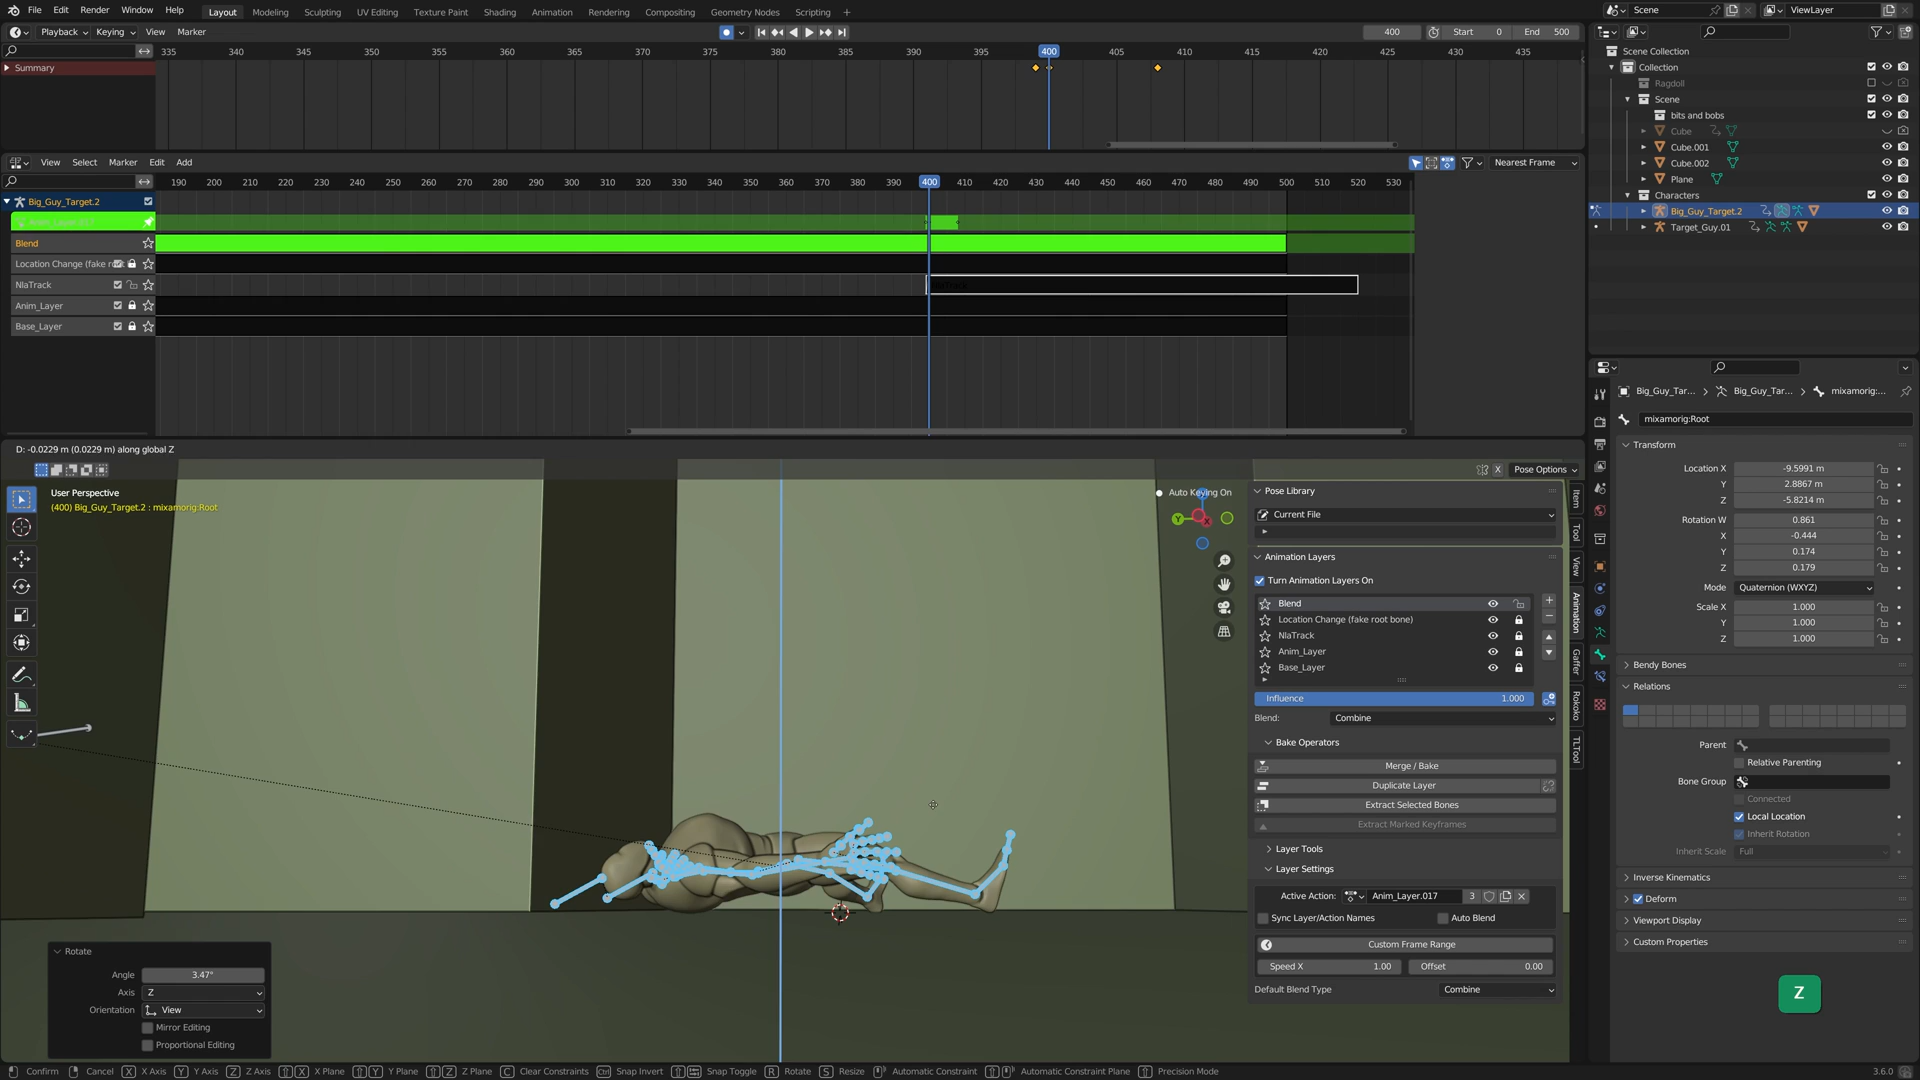 File Edit Render Window Help
Layout Modeling Sculpting UV Editing Texture Paint Shading Animation Rendering Compositing Geometry Nodes Scripting +
Scene ViewLayer
Playback Keying View Marker 400 Start 0 End 500
335 340 345 350 355 360 365 370 375 380 385 390 395 400 405 410 415 420 425 430 435
Summary
View Select Marker Edit Add Nearest Frame
190 200 210 220 230 240 250 260 270 280 290 300 310 320 330 340 350 360 370 380 390 400 410 420 430 440 450 460 470 480 490 500 510 520 530
Big_Guy_Target.2
Blend
Location Change (fake
NlaTrack
Anim_Layer
Base_Layer
Scene Collection
Collection
Ragdoll
Scene
bits and bobs
Cube
Cube.001
Cube.002
Plane
Characters
Big_Guy_Target.2
Target_Guy.01
D: -0.0229 m (0.0229 m) along global Z
X Pose Options
User Perspective
(400) Big_Guy_Target.2 : mixamorig:Root
Auto Keying On
Y X
Pose Library
Current File
Animation Layers
Turn Animation Layers On
Blend
Location Change (fake root bone)
NlaTrack
Anim_Layer
Base_Layer
Influence 1.000
Blend: Combine
Bake Operators
Merge / Bake
Duplicate Layer
Extract Selected Bones
Extract Marked Keyframes
Layer Tools
Layer Settings
Active Action: Anim_Layer.017 3
Sync Layer/Action Names Auto Blend
Custom Frame Range
Speed X 1.00 Offset 0.00
Default Blend Type Combine
Item
Tool
View
Animation
Gaffer
Rokoko
TLTool
Big_Guy_Tar... Big_Guy_Tar... mixamorig:...
mixamorig:Root
Transform
Location X -9.5991 m
Y 2.8867 m
Z -5.8214 m
Rotation W 0.861
X -0.444
Y 0.174
Z 0.179
Mode Quaternion (WXYZ)
Scale X 1.000
Y 1.000
Z 1.000
Bendy Bones
Relations
Parent
Relative Parenting
Bone Group
Connected
Local Location
Inherit Rotation
Inherit Scale Full
Inverse Kinematics
Deform
Viewport Display
Custom Properties
Z
Rotate
Angle 3.47°
Axis Z
Orientation View
Mirror Editing
Proportional Editing
Confirm Cancel X X Axis Y Y Axis Z Z Axis X X Plane Y Y Plane Z Z Plane C Clear Constraints Ctrl Snap Invert Snap Toggle R Rotate S Resize Automatic Constraint Automatic Constraint Plane Precision Mode 3.6.0